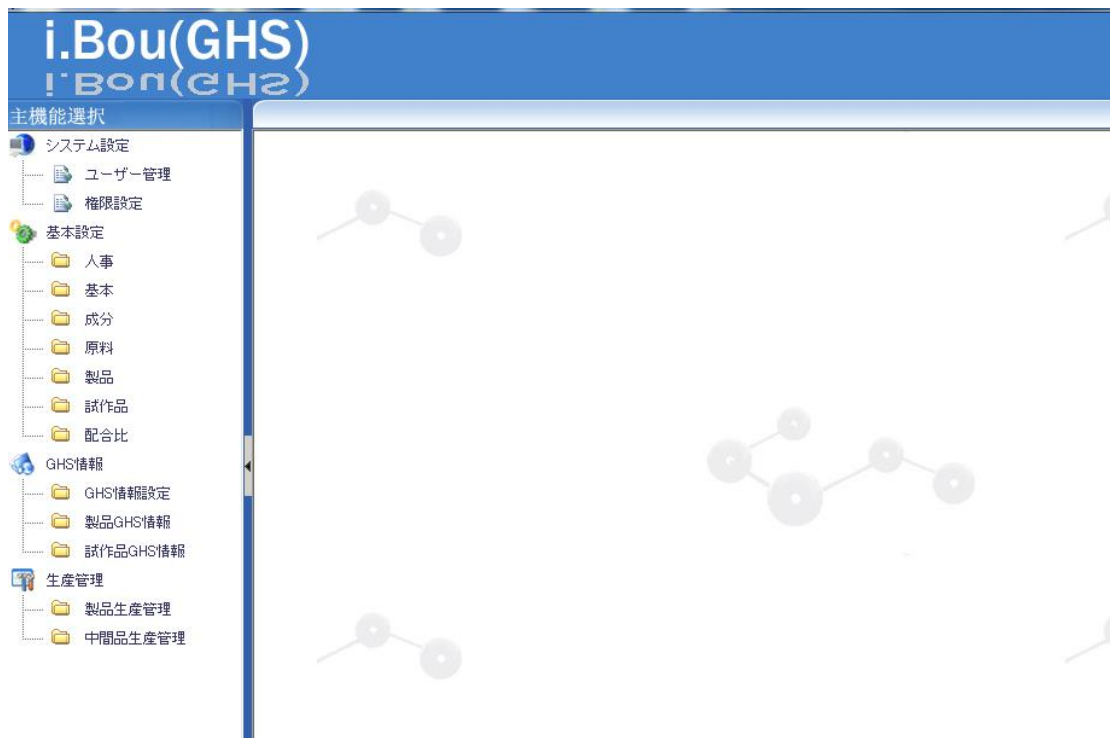 i.Bou(GHS)
主機能選択
システム設定
ユーザー管理
権限設定
基本設定
人事
基本
成分
原料
製品
試作品
配合比
GHS情報
GHS情報設定
製品GHS情報
試作品GHS情報
生産管理
製品生産管理
中間品生産管理